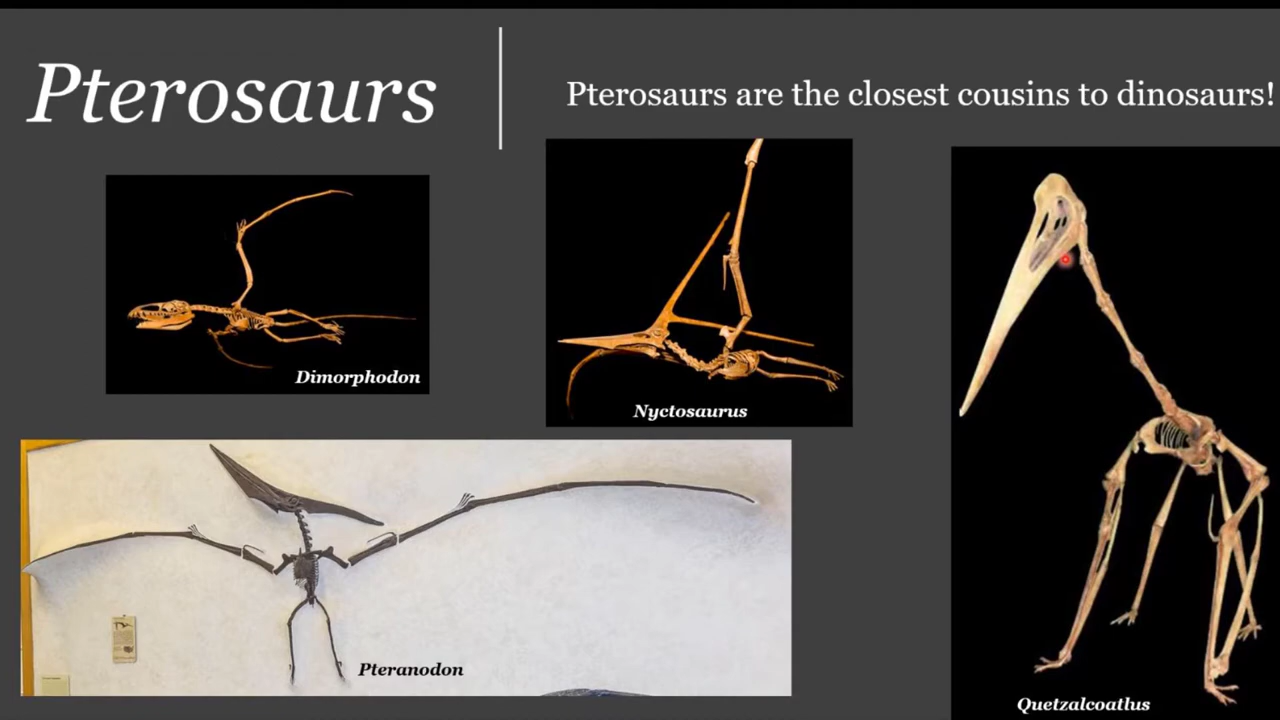 Pterosaurs
Pterosaurs are the closest cousins to dinosaurs!
Dimorphodon
Nyctosaurus
Pteranodon
Quetzalcoatlus